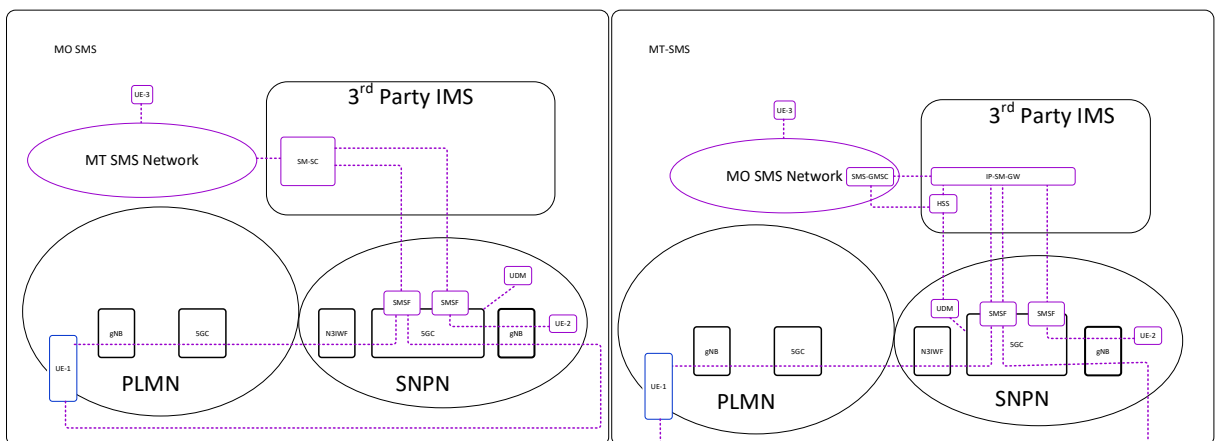 MO SMS
3rd Party IMS
UE-3
MT SMS Network
SM-SC
UDM
SMSF
SMSF
gNB
5GC
N3IWF
5GC
gNB
UE-2
UE-1
PLMN
SNPN
MT-SMS
3rd Party IMS
UE-3
MO SMS Network
SMS-GMSC
IP-SM-GW
HSS
UDM
SMSF
SMSF
gNB
5GC
N3IWF
5GC
gNB
UE-2
UE-1
PLMN
SNPN